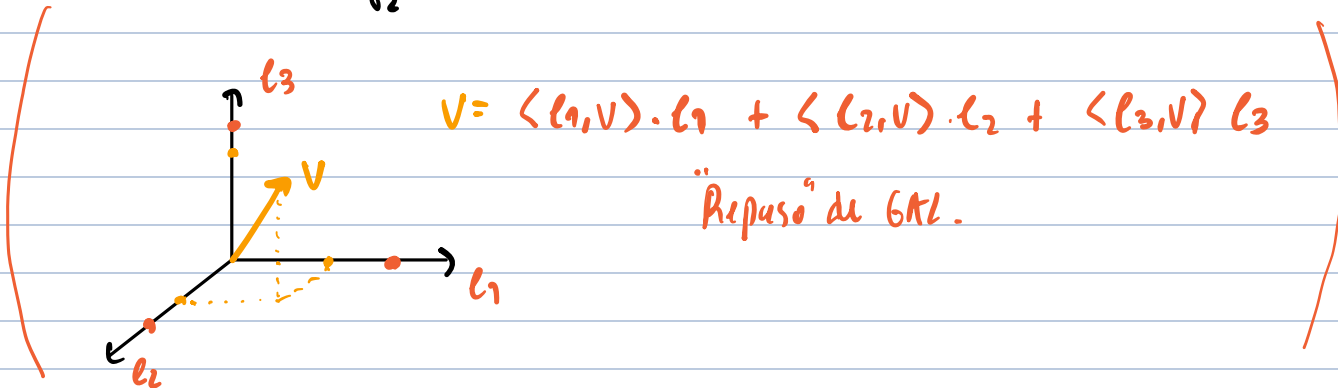 e3
V = <e1,V>.e1 + <e2,V>.e2 + <e3,V> e3
V
"Repaso" de GAL.
e1
e2